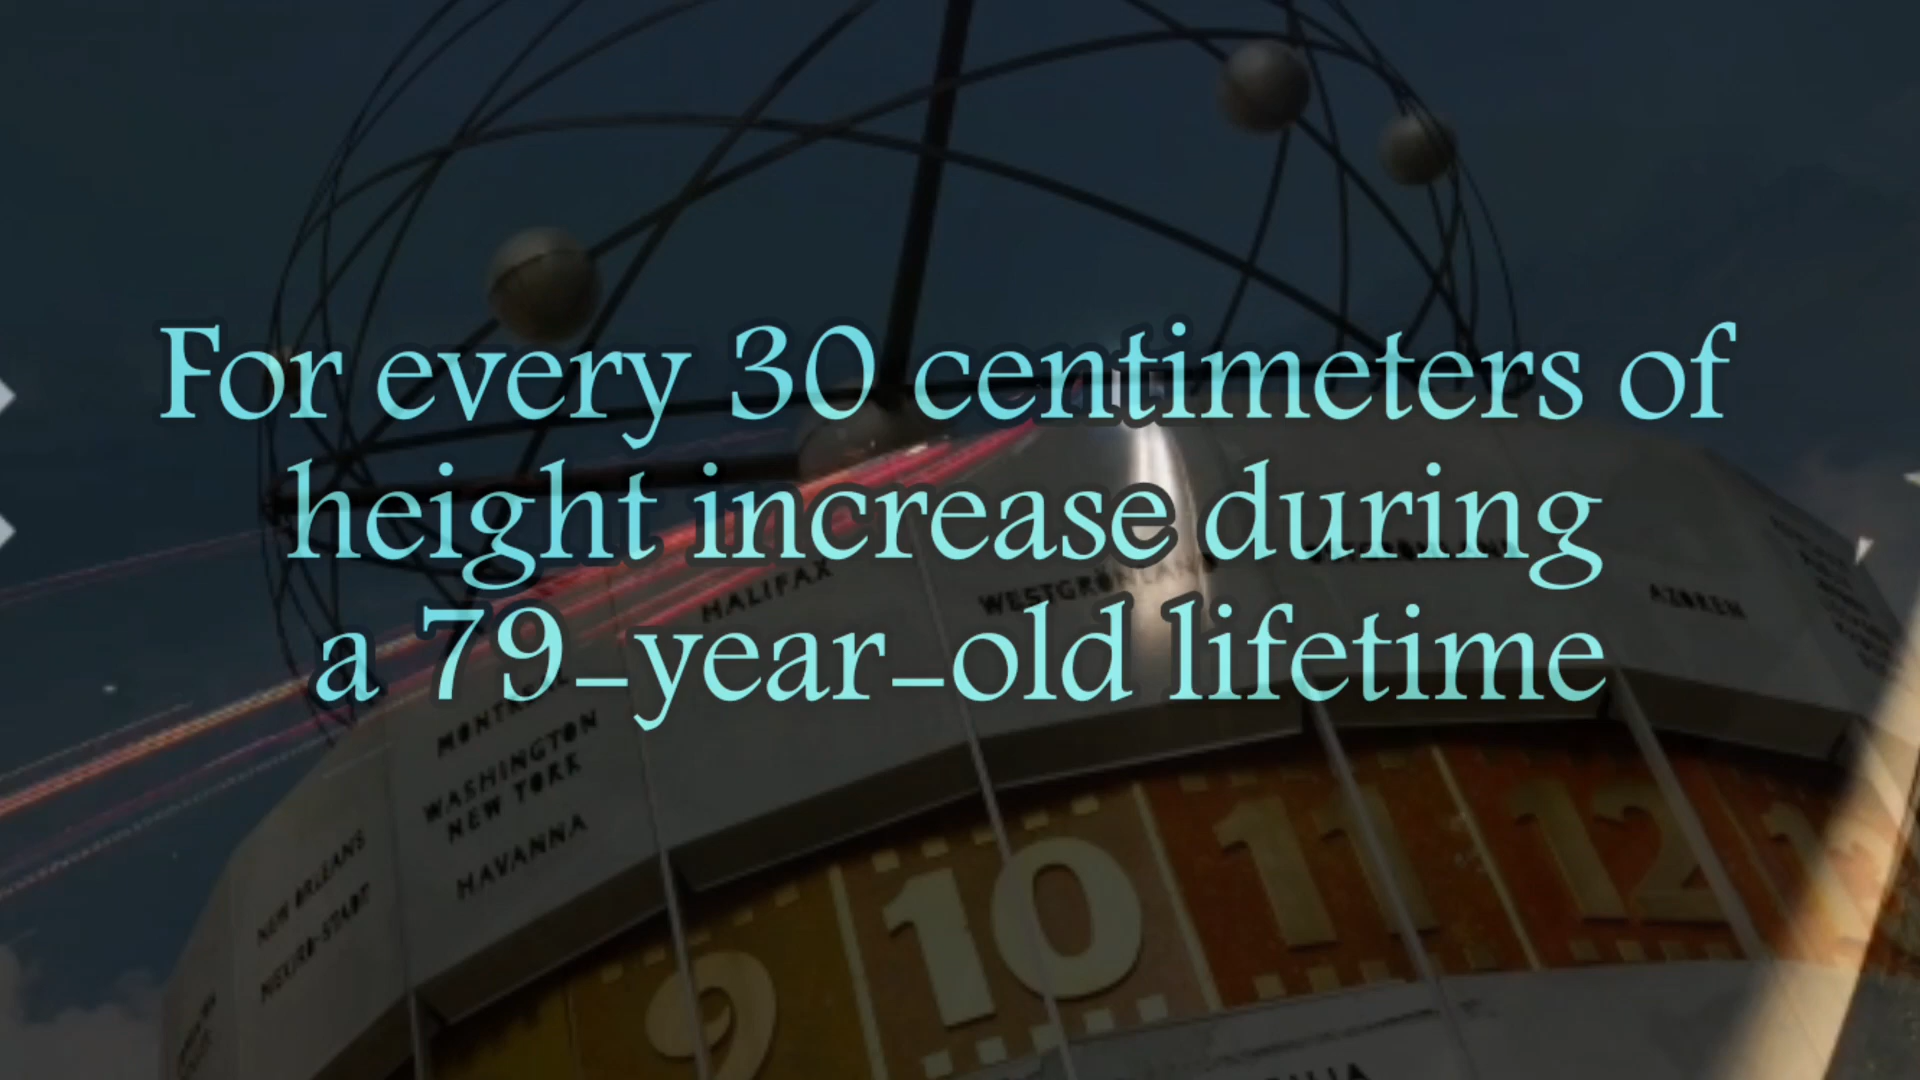 For every 30 centimeters of
height increase during
a 79-year-old lifetime
HALIFAX
AZOREN
MONTREAL
WASHINGTON
NEW YORK
HAVANNA
NEW ORLEANS
9
10
11
12